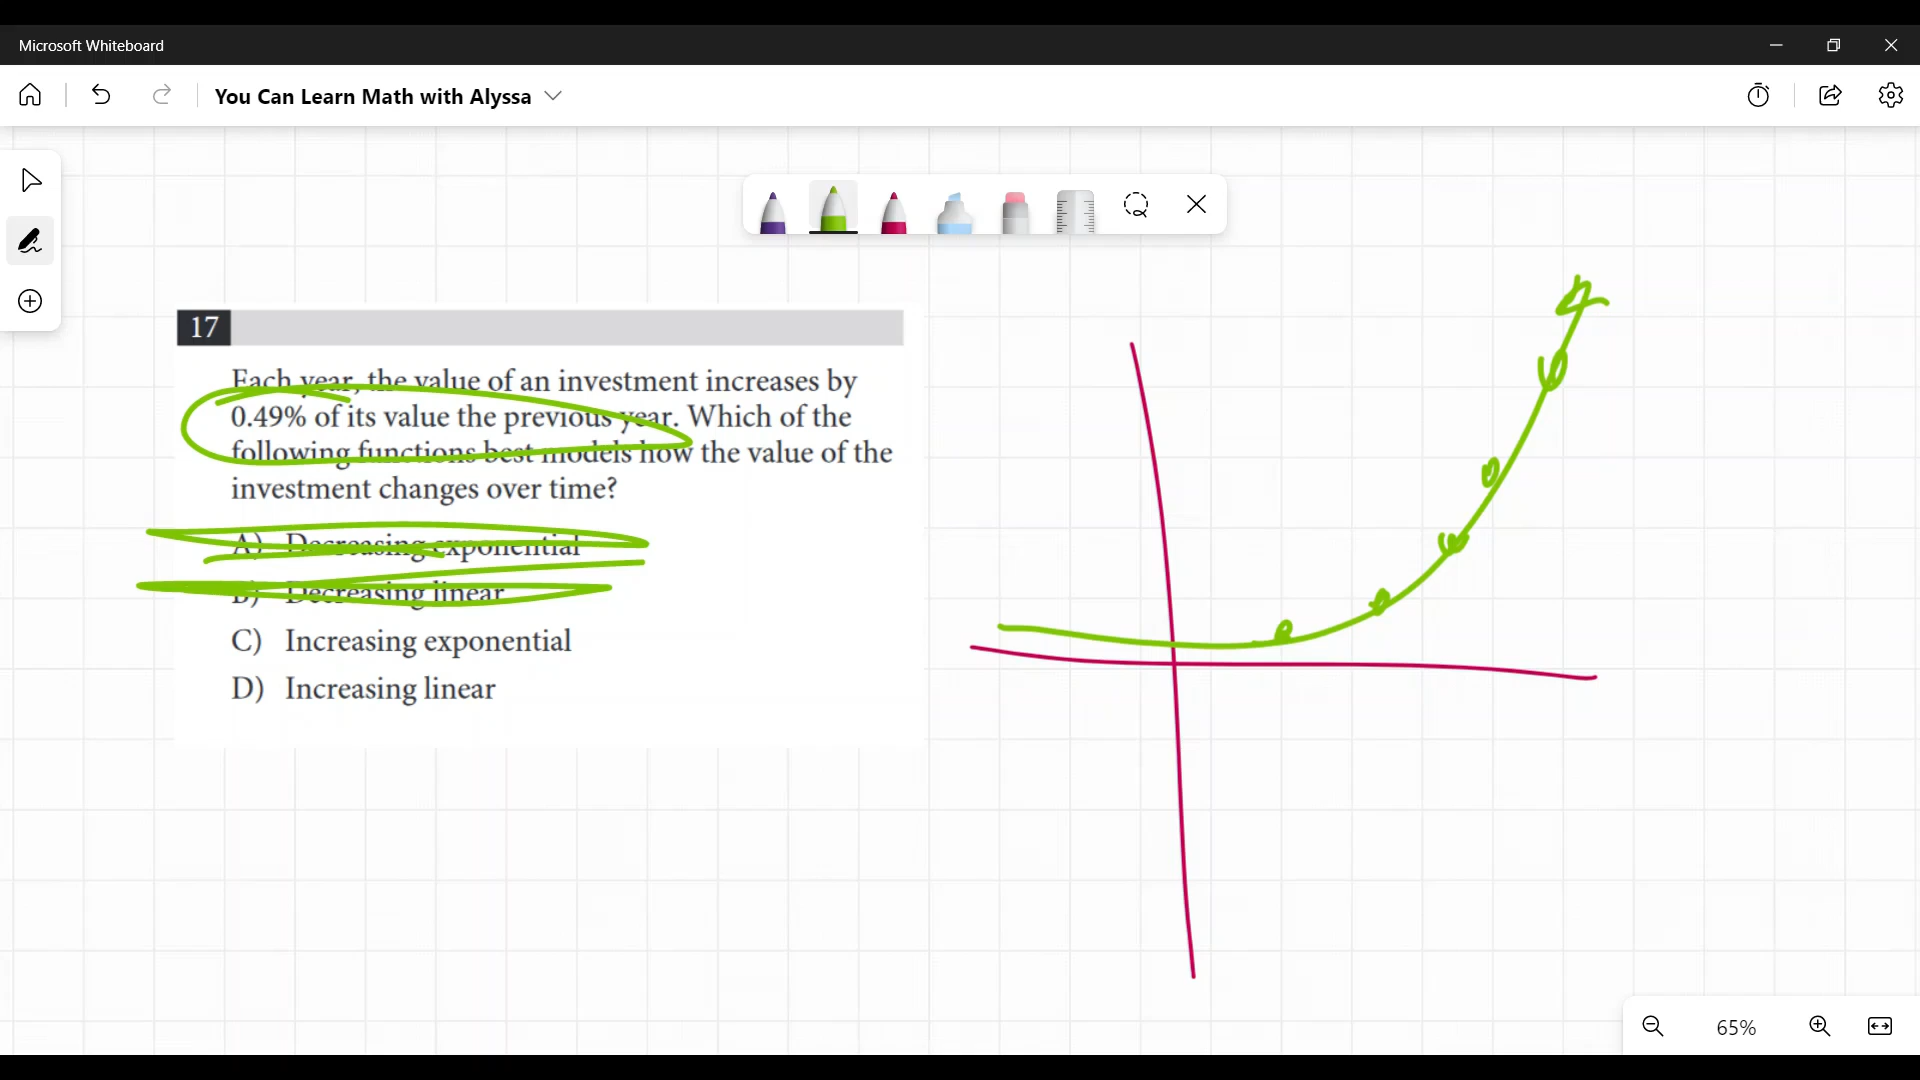 Microsoft Whiteboard
You Can Learn Math with Alyssa
17
Each year, the value of an investment increases by
0.49% of its value the previous year. Which of the
following functions best models how the value of the
investment changes over time?
A) Decreasing exponential
B) Decreasing linear
C) Increasing exponential
D) Increasing linear
65%